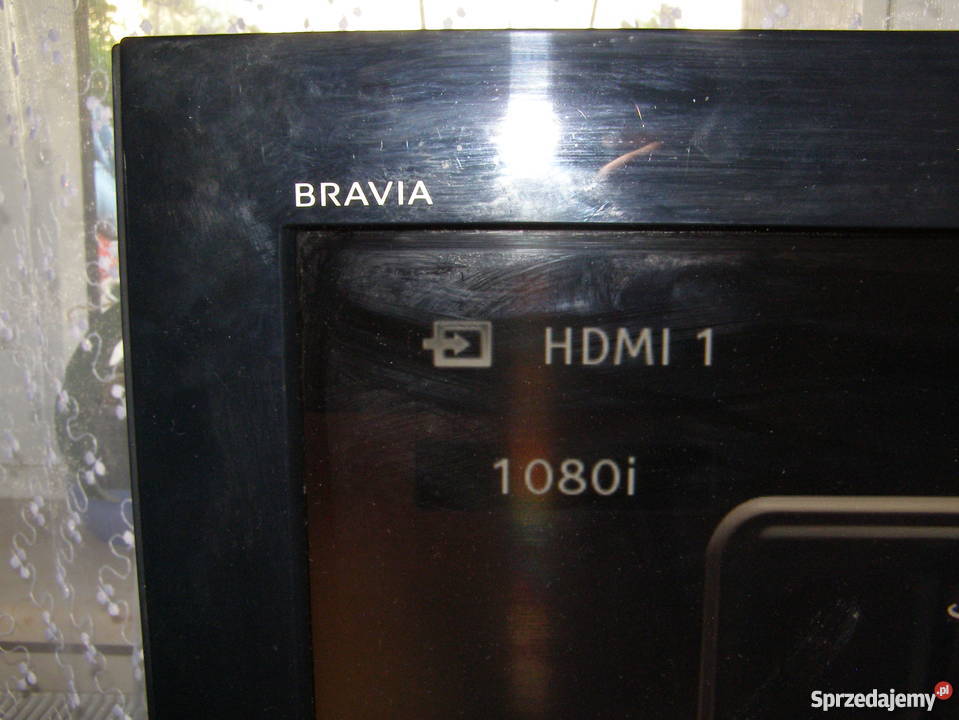 BRAVIA
HDMI 1
1080i
Sprzedajemy.pl